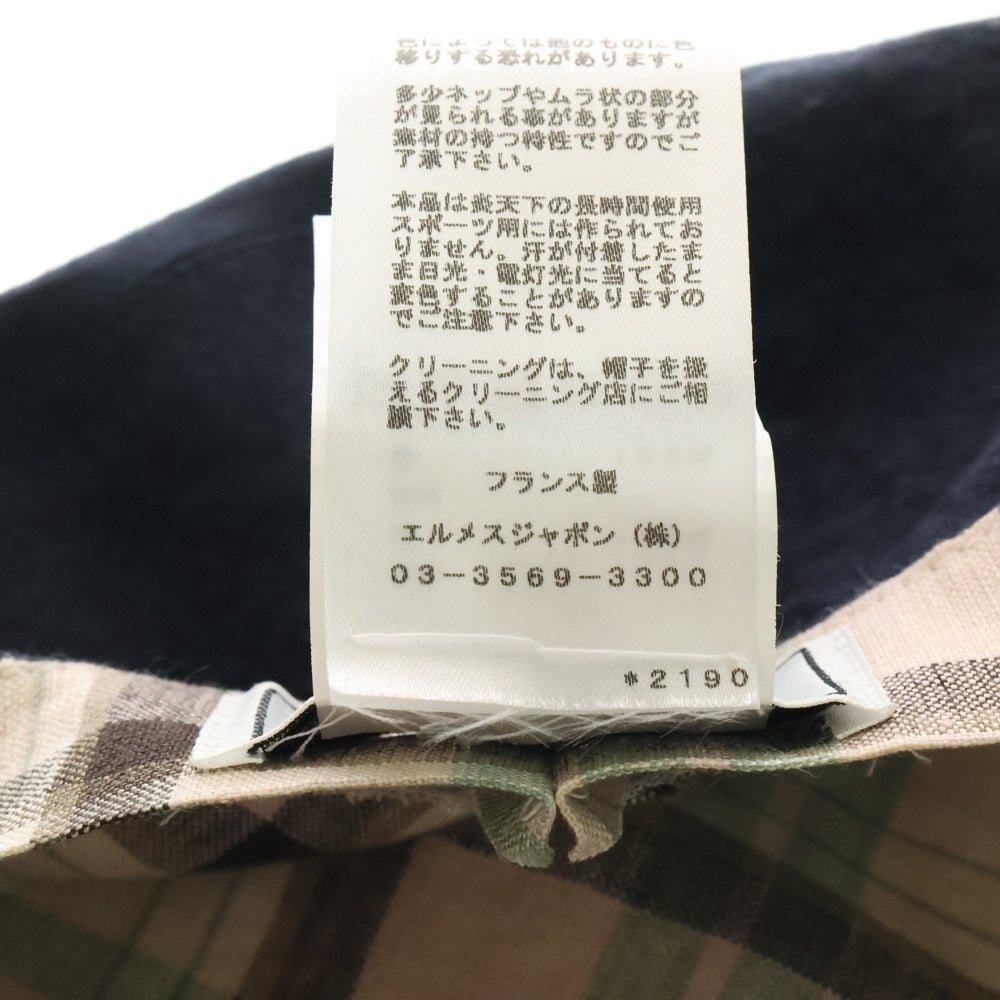 色によっては他のものに色
移りする恐れがあります。
多少ネップやムラ状の部分
が見られる事がありますが
素材の持つ特性ですのでご
了承下さい。
本品は炎天下の長時間使用
スポーツ用には作られてお
りません。汗が付着したま
ま日光・電灯光に当てると
変色することがありますの
でご注意下さい。
クリーニングは、帽子を扱
えるクリーニング店にご相
願下さい。
フランス製
エルメスジャポン（株）
03-3569-3300
*2190